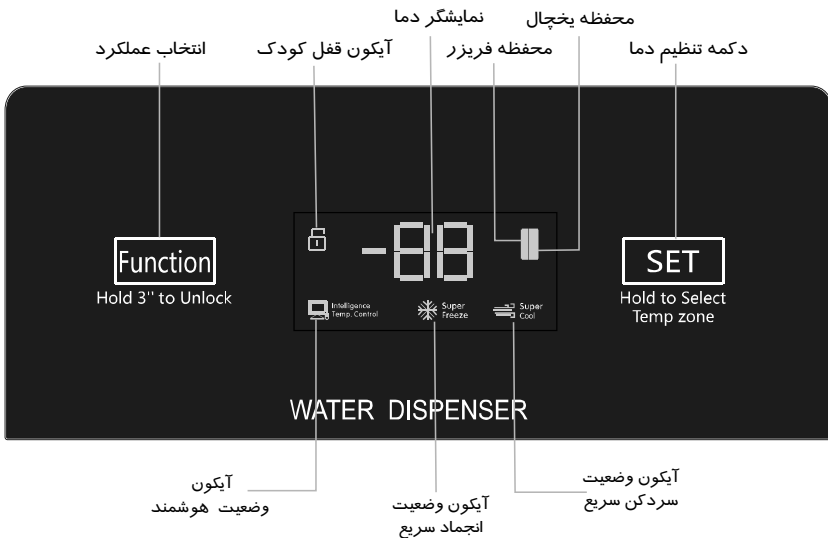 محفظه یخچال
نمایشگر دما
دکمه تنظیم دما
محفظه فریزر
آیکون قفل کودک
انتخاب عملکرد
-88
Function
SET
Hold 3'' to Unlock
Hold to Select
Temp zone
Intelligence
Temp. Control
Super
Freeze
Super
Cool
WATER DISPENSER
آیکون وضعیت
سردکن سریع
آیکون وضعیت
انجماد سریع
آیکون
وضعیت هوشمند